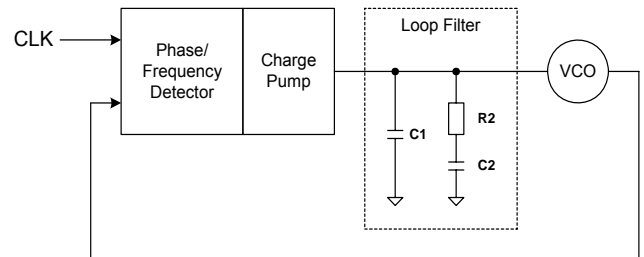 CLK
Phase/
Frequency
Detector
Charge
Pump
Loop Filter
C1
R2
C2
VCO